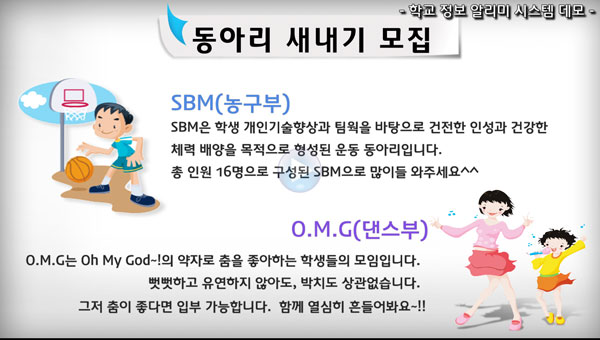 - 학교 정보 알리미 시스템 데모 -
동아리 새내기 모집
SBM(농구부)
SBM은 학생 개인기술향상과 팀웍을 바탕으로 건전한 인성과 건강한
체력 배양을 목적으로 형성된 운동 동아리입니다.
총 인원 16명으로 구성된 SBM으로 많이들 와주세요^^
O.M.G(댄스부)
O.M.G는 Oh My God~!의 약자로 춤을 좋아하는 학생들의 모임입니다.
뻣뻣하고 유연하지 않아도, 박치도 상관없습니다.
그저 춤이 좋다면 입부 가능합니다. 함께 열심히 흔들어봐요~!!